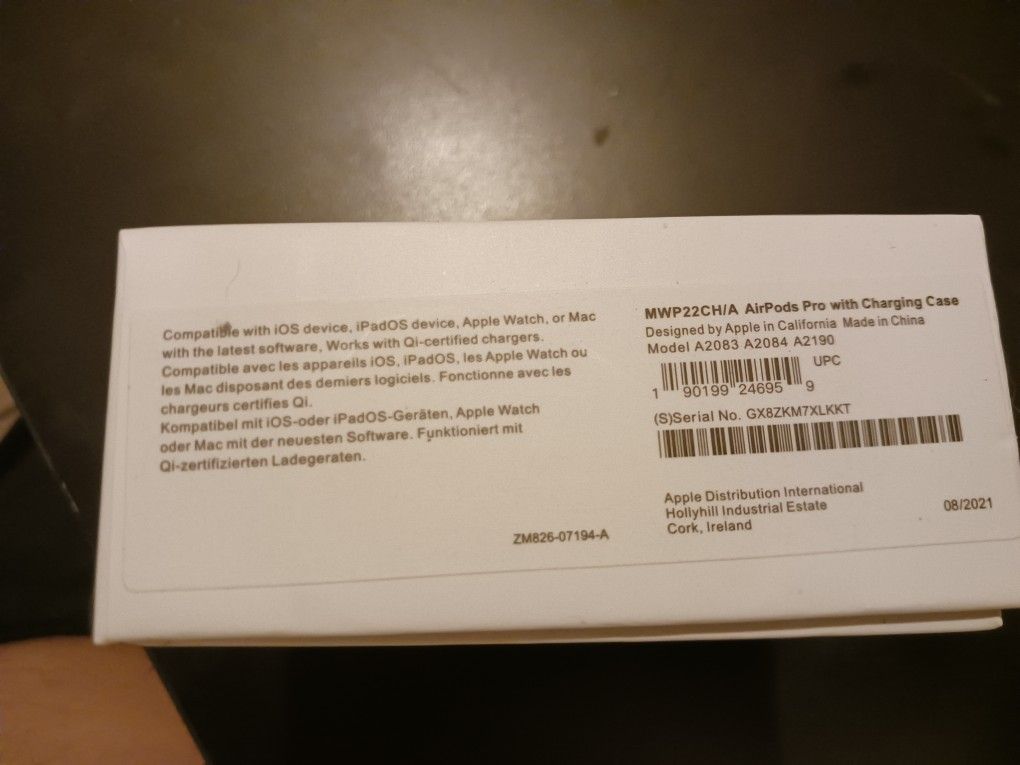 Compatible with iOS device, iPadOS device, Apple Watch, or Mac
with the latest software, Works with Qi-certified chargers.
Compatible avec les appareils iOS, iPadOS, les Apple Watch ou
les Mac disposant des demiers logiciels. Fonctionne avec les
chargeurs certifies Qi.
Kompatibel mit iOS-oder iPadOS-Geräten, Apple Watch
oder Mac mit der neuesten Software. Funktioniert mit
Qi-zertifizierten Ladegeraten.
ZM826-07194-A
MWP22CH/A AirPods Pro with Charging Case
Designed by Apple in California Made in China
Model A2083 A2084 A2190
UPC
1 90199 24695 9
(S)Serial No. GX8ZKM7XLKKT
Apple Distribution International
Hollyhill Industrial Estate
Cork, Ireland
08/2021